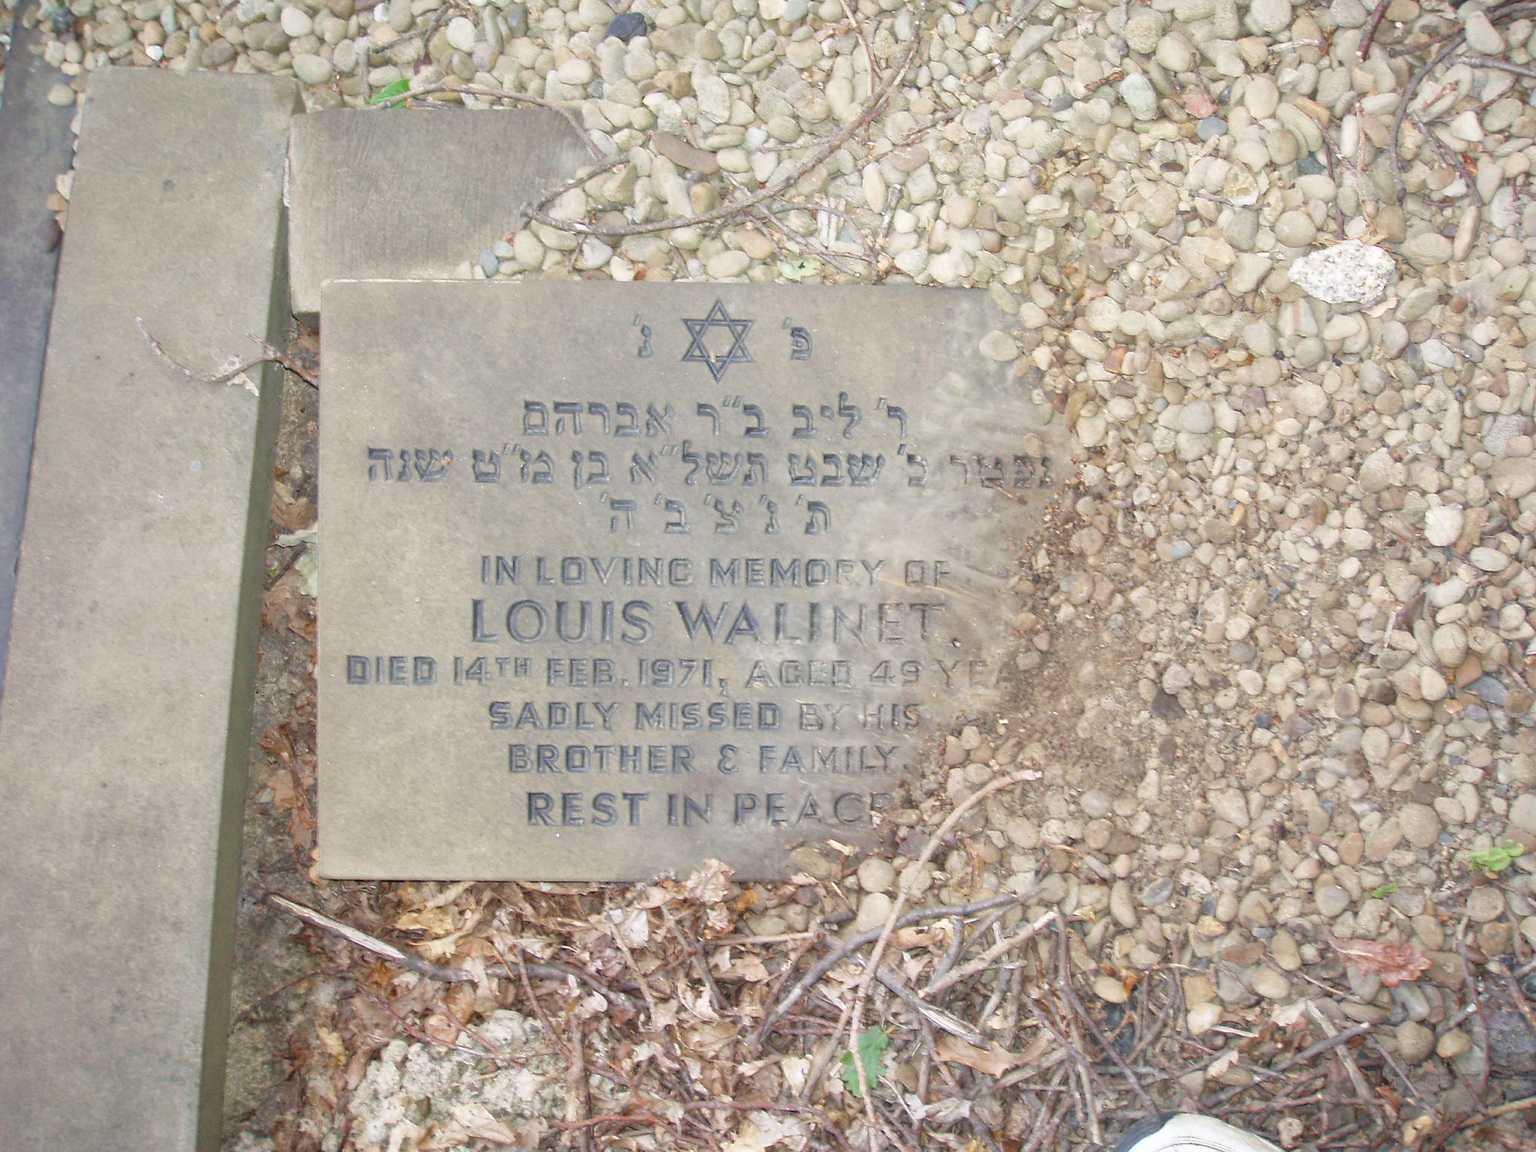 פ' נ'
ר' ליב ב"ר אברהם
נפטר כ' שבט תשל"א בן מ"ט שנה
ת' נ' צ' ב' ה'
IN LOVING MEMORY OF
LOUIS WALINET
DIED 14TH FEB. 1971, AGED 49 YEA
SADLY MISSED BY HIS
BROTHER & FAMILY.
REST IN PEACE